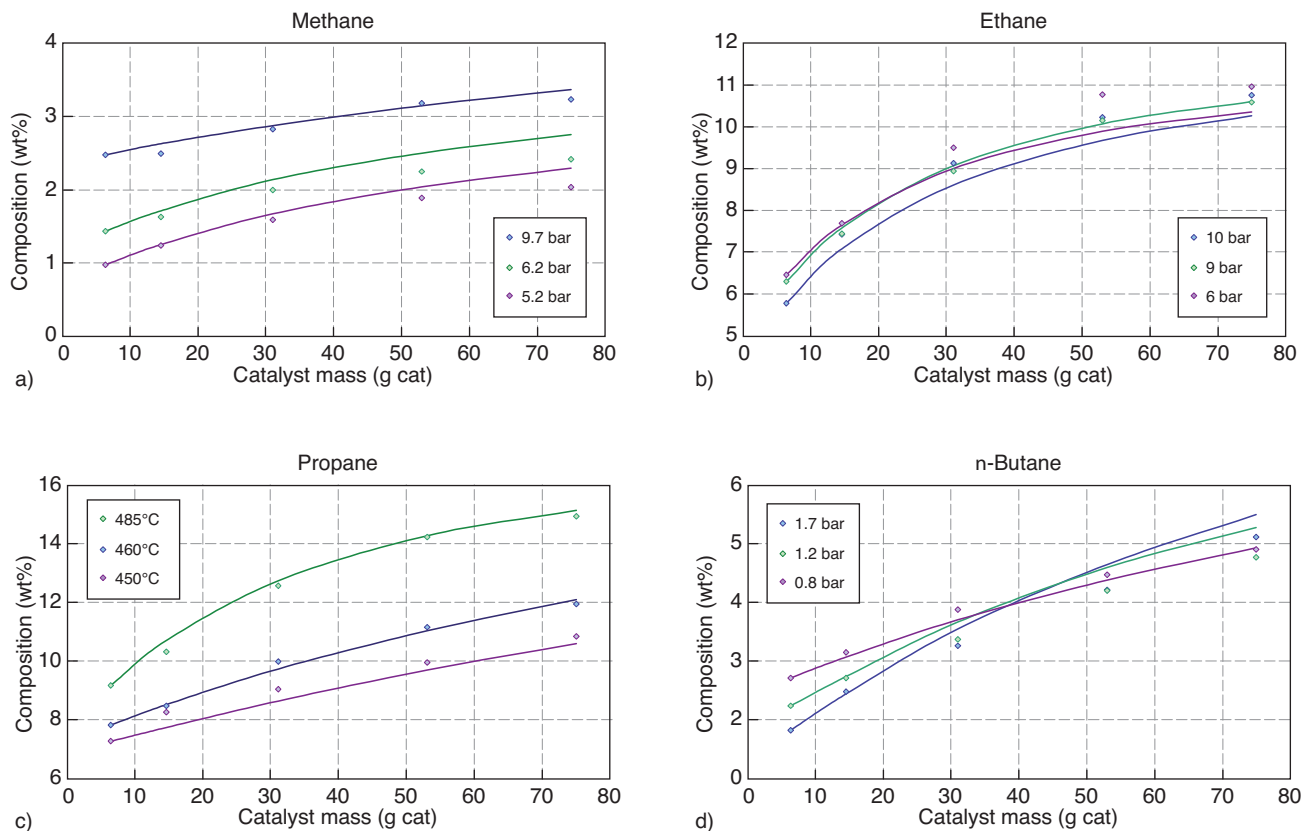 Methane
Composition (wt%)
4
3
2
1
0
0 10 20 30 40 50 60 70 80
9.7 bar
6.2 bar
5.2 bar
Catalyst mass (g cat)
a)
Ethane
Composition (wt%)
12
11
10
9
8
7
6
5
0 10 20 30 40 50 60 70 80
10 bar
9 bar
6 bar
Catalyst mass (g cat)
b)
Propane
Composition (wt%)
16
14
12
10
8
6
0 10 20 30 40 50 60 70 80
485°C
460°C
450°C
Catalyst mass (g cat)
c)
n-Butane
Composition (wt%)
6
5
4
3
2
0
0 10 20 30 40 50 60 70 80
1.7 bar
1.2 bar
0.8 bar
Catalyst mass (g cat)
d)